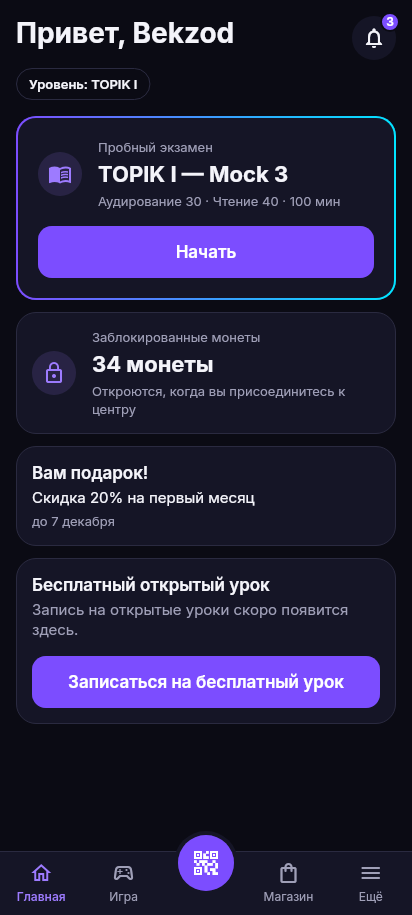 Привет, Bekzod
3
Уровень: TOPIK I
Пробный экзамен
TOPIK I — Mock 3
Аудирование 30 · Чтение 40 · 100 мин
Начать
Заблокированные монеты
34 монеты
Откроются, когда вы присоединитесь к
центру
Вам подарок!
Скидка 20% на первый месяц
до 7 декабря
Бесплатный открытый урок
Запись на открытые уроки скоро появится
здесь.
Записаться на бесплатный урок
Главная
Игра
Магазин
Ещё